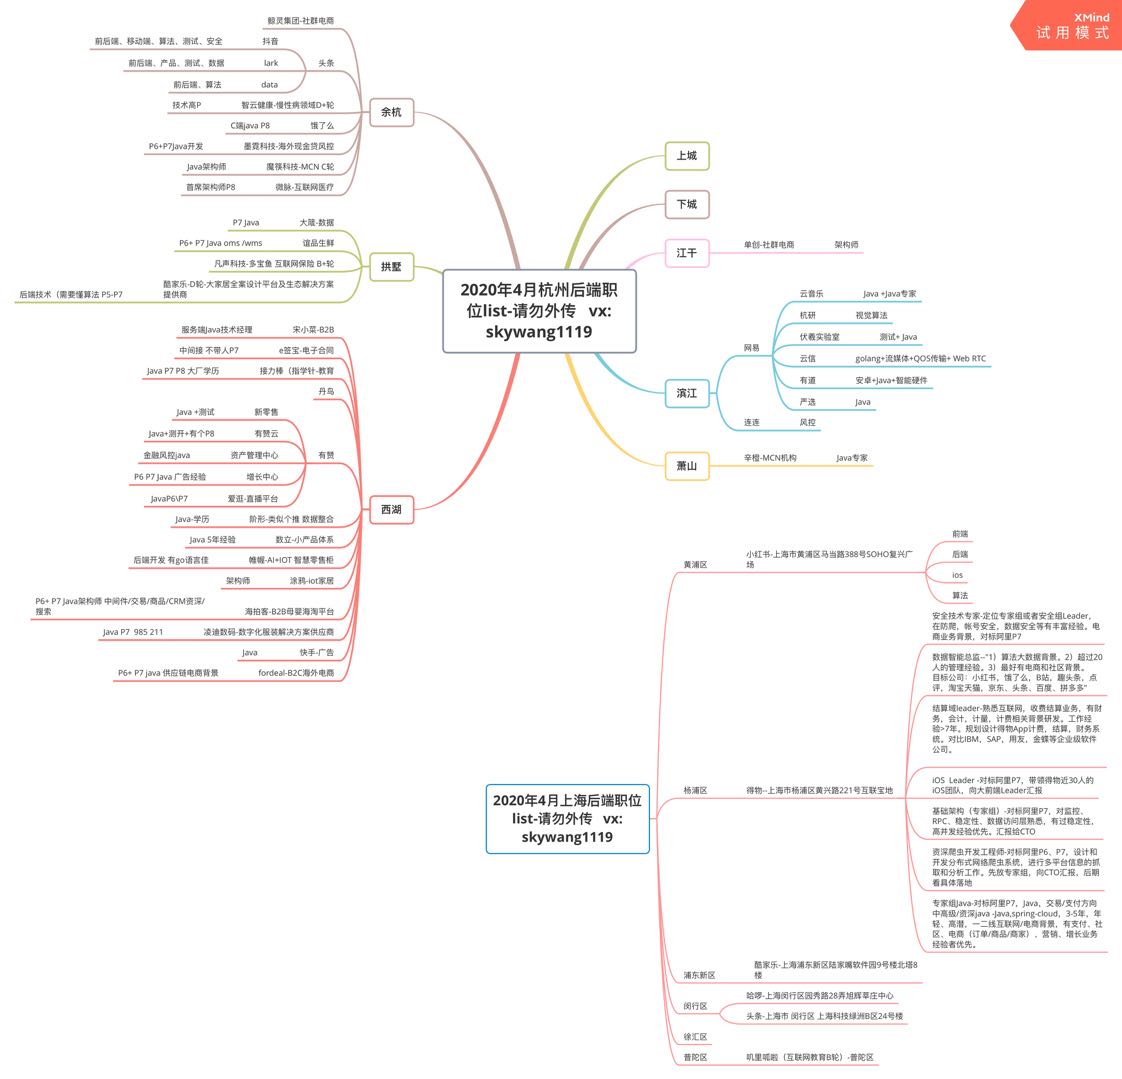 XMind
试用模式
2020年4月杭州后端职
位list-请勿外传 vx:
skywang1119
余杭
鲸灵集团-社群电商
头条
抖音
前后端、移动端、算法、测试、安全
lark
前后端、产品、测试、数据
data
前后端、算法
智云健康-慢性病领域D+轮
技术高P
饿了么
C端java P8
墨霓科技-海外现金贷风控
P6+P7Java开发
魔筷科技-MCN C轮
Java架构师
微脉-互联网医疗
首席架构师P8
拱墅
大箴-数据
P7 Java
谊品生鲜
P6+ P7 Java oms /wms
凡声科技-多宝鱼 互联网保险 B+轮
酷家乐-D轮-大家居全案设计平台及生态解决方案
提供商
后端技术（需要懂算法 P5-P7
西湖
宋小菜-B2B
服务端Java技术经理
e签宝-电子合同
中间接 不带人P7
接力棒（指学针-教育
Java P7 P8 大厂学历
丹鸟
有赞
新零售
Java +测试
有赞云
Java+测开+有个P8
资产管理中心
金融风控java
增长中心
P6 P7 Java 广告经验
爱逛-直播平台
JavaP6\P7
阶形-类似个推 数据整合
Java-学历
数立-小产品体系
Java 5年经验
帷幄-AI+IOT 智慧零售柜
后端开发 有go语言佳
涂鸦-iot家居
架构师
海拍客-B2B母婴海淘平台
P6+ P7 Java架构师 中间件/交易/商品/CRM资深/
搜索
凌迪数码-数字化服装解决方案供应商
Java P7 985 211
快手-广告
Java
fordeal-B2C海外电商
P6+ P7 java 供应链电商背景
上城
下城
江干
单创-社群电商
架构师
滨江
网易
云音乐
Java +Java专家
杭研
视觉算法
伏羲实验室
测试+ Java
云信
golang+流媒体+QOS传输+ Web RTC
有道
安卓+Java+智能硬件
严选
Java
连连
风控
萧山
辛橙-MCN机构
Java专家
2020年4月上海后端职位
list-请勿外传 vx:
skywang1119
黄浦区
小红书-上海市黄浦区马当路388号SOHO复兴广
场
前端
后端
ios
算法
杨浦区
得物--上海市杨浦区黄兴路221号互联宝地
安全技术专家-定位专家组或者安全组Leader，
在防爬，帐号安全，数据安全等有丰富经验。电
商业务背景，对标阿里P7
数据智能总监--"1）算法大数据背景。2）超过20
人的管理经验。3）最好有电商和社区背景。
目标公司：小红书，饿了么，B站，趣头条，点
评，淘宝天猫，京东、头条、百度、拼多多"
结算域leader-熟悉互联网，收费结算业务，有财
务，会计，计量，计费相关背景研发。工作经
验>7年。规划设计得物App计费，结算，财务系
统。对比IBM，SAP，用友，金蝶等企业级软件
公司。
iOS Leader -对标阿里P7，带领得物近30人的
iOS团队，向大前端Leader汇报
基础架构（专家组）-对标阿里P7，对监控、
RPC、稳定性、数据访问层熟悉，有过稳定性，
高并发经验优先。汇报给CTO
资深爬虫开发工程师-对标阿里P6、P7，设计和
开发分布式网络爬虫系统，进行多平台信息的抓
取和分析工作。先放专家组，向CTO汇报，后期
看具体落地
专家组Java-对标阿里P7，Java，交易/支付方向
中高级/资深java -Java,spring-cloud，3-5年，年
轻、高潜，一二线互联网/电商背景，有支付、社
区、电商（订单/商品/商家）、营销、增长业务
经验者优先。
浦东新区
酷家乐-上海浦东新区陆家嘴软件园9号楼北塔8
楼
闵行区
哈啰-上海闵行区园秀路28弄旭辉莘庄中心
头条-上海市 闵行区 上海科技绿洲B区24号楼
徐汇区
普陀区
叽里呱啦（互联网教育B轮）-普陀区